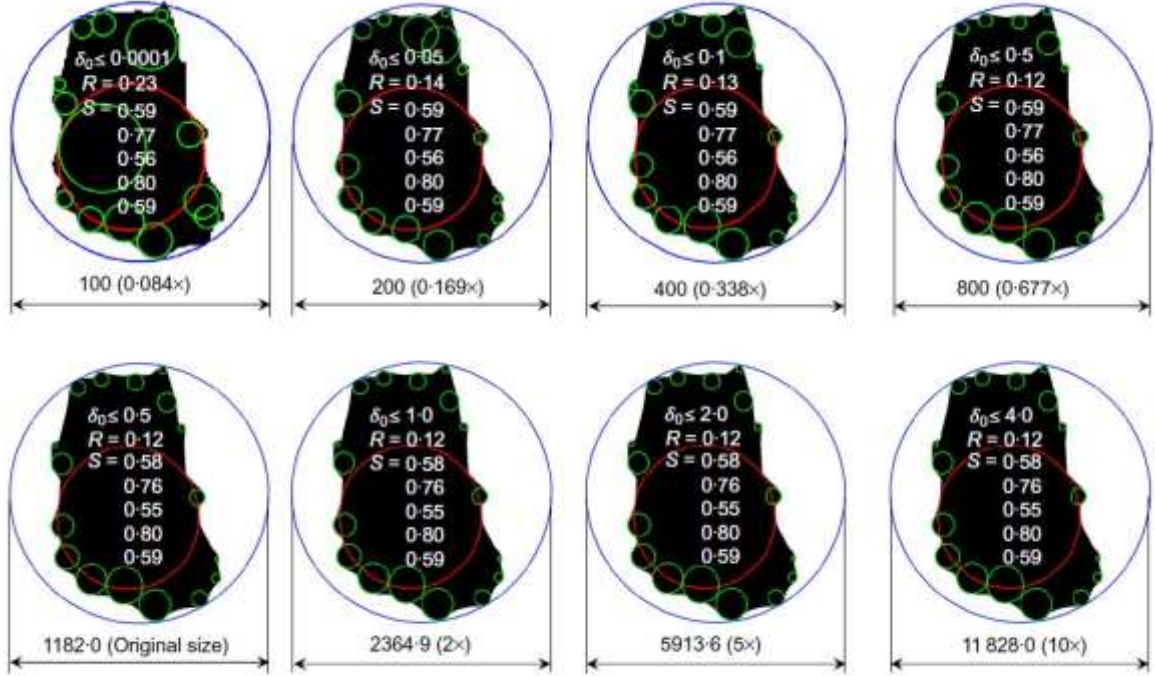 δ₀ ≤ 0·0001
R = 0·23
S = 0·59
0·77
0·56
0·80
0·59
100 (0·084×)
δ₀ ≤ 0·05
R = 0·14
S = 0·59
0·77
0·56
0·80
0·59
200 (0·169×)
δ₀ ≤ 0·1
R = 0·13
S = 0·59
0·77
0·56
0·80
0·59
400 (0·338×)
δ₀ ≤ 0·5
R = 0·12
S = 0·59
0·77
0·56
0·80
0·59
800 (0·677×)
δ₀ ≤ 0·5
R = 0·12
S = 0·58
0·76
0·55
0·80
0·59
1182·0 (Original size)
δ₀ ≤ 1·0
R = 0·12
S = 0·58
0·76
0·55
0·80
0·59
2364·9 (2×)
δ₀ ≤ 2·0
R = 0·12
S = 0·58
0·76
0·55
0·80
0·59
5913·6 (5×)
δ₀ ≤ 4·0
R = 0·12
S = 0·58
0·76
0·55
0·80
0·59
11 828·0 (10×)